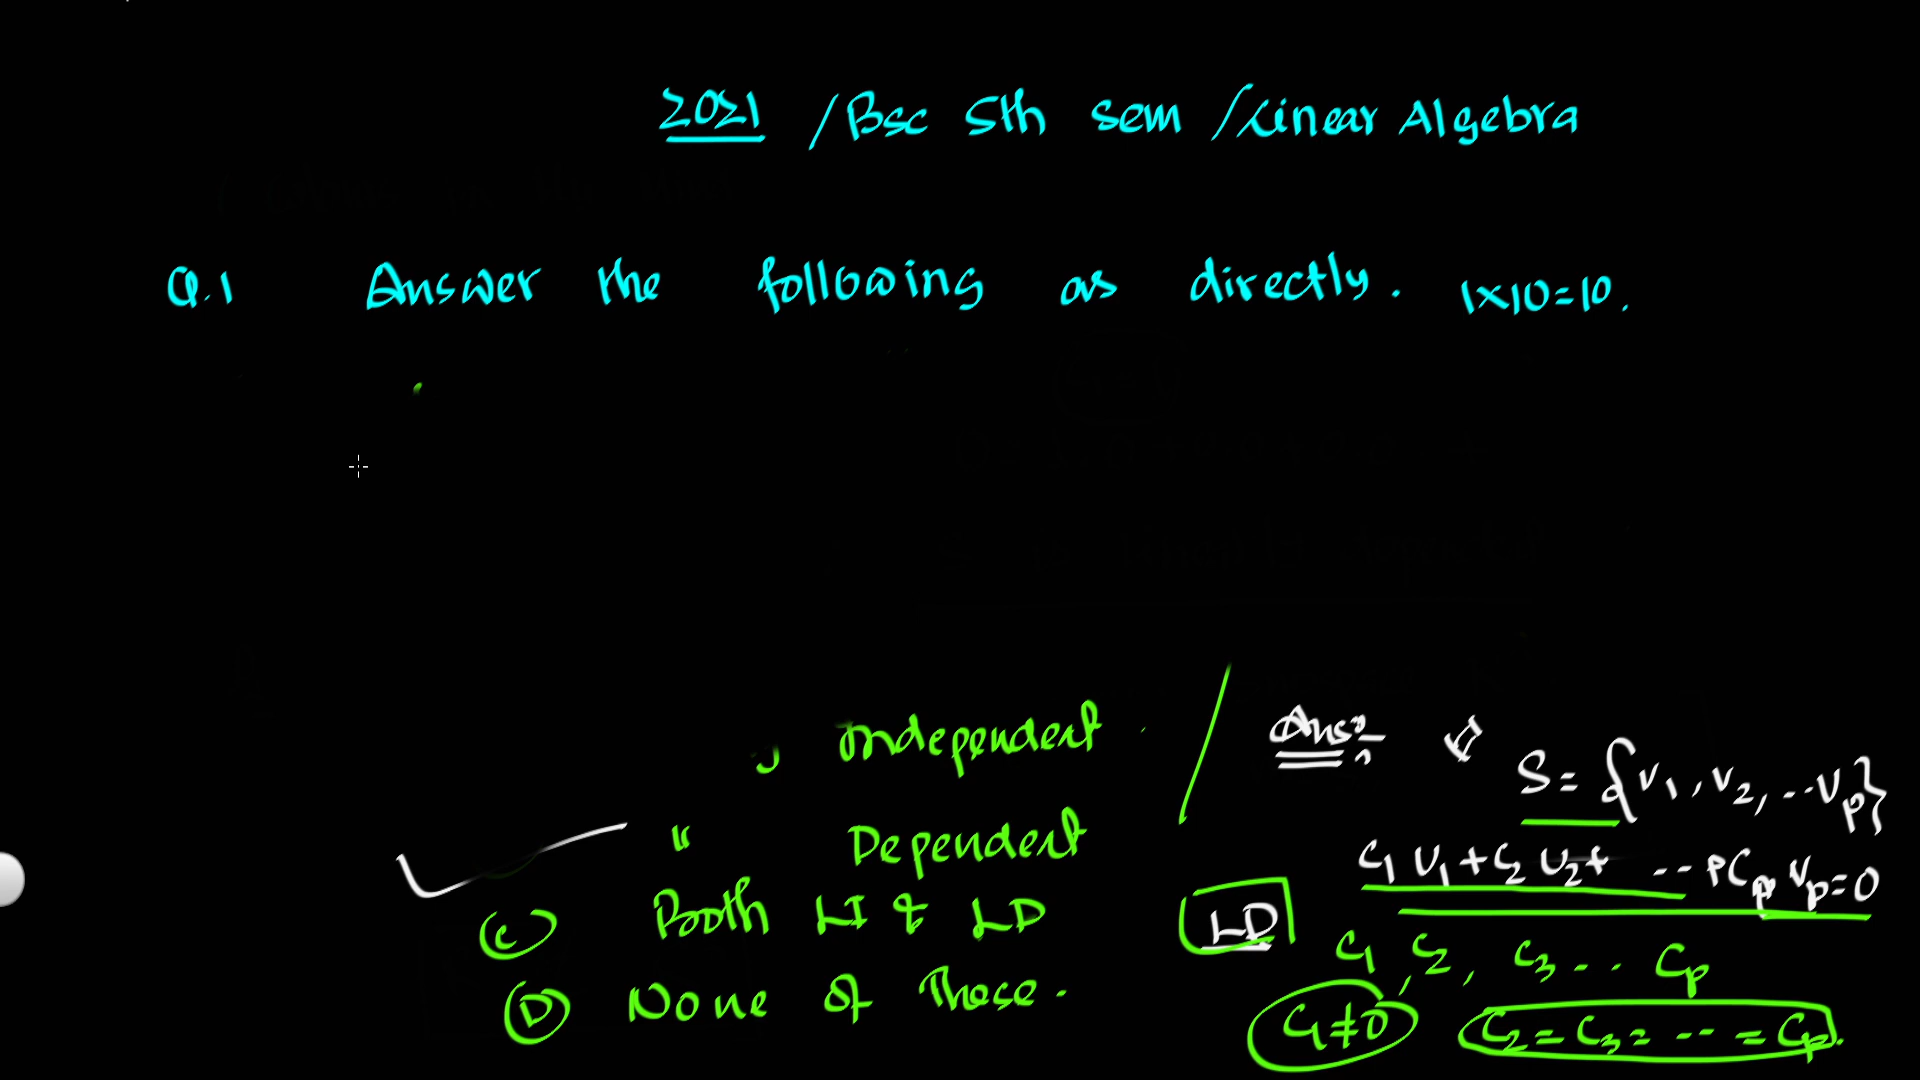 2021 /Bsc 5th sem /Linear Algebra
Q.1 Answer the following as directly. 1×10=10.
Independent.
" Dependent
(C) Both LI & LD
(D) None of These.
Ans:
S = {v1, v2, ... vp}
C1 v1 + C2 v2 + ... + Cp vp = 0
LD
C1, C2, C3 ... Cp
C1 ≠ 0
C2 = C3 = ... = Cp.